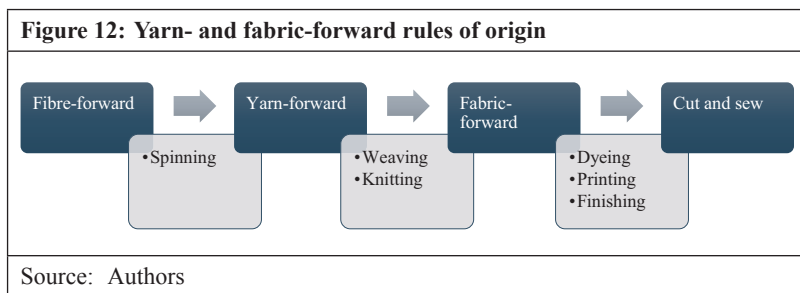 Figure 12: Yarn- and fabric-forward rules of origin
Fibre-forward
•Spinning
Yarn-forward
•Weaving
•Knitting
Fabric-
forward
•Dyeing
•Printing
•Finishing
Cut and sew
Source: Authors